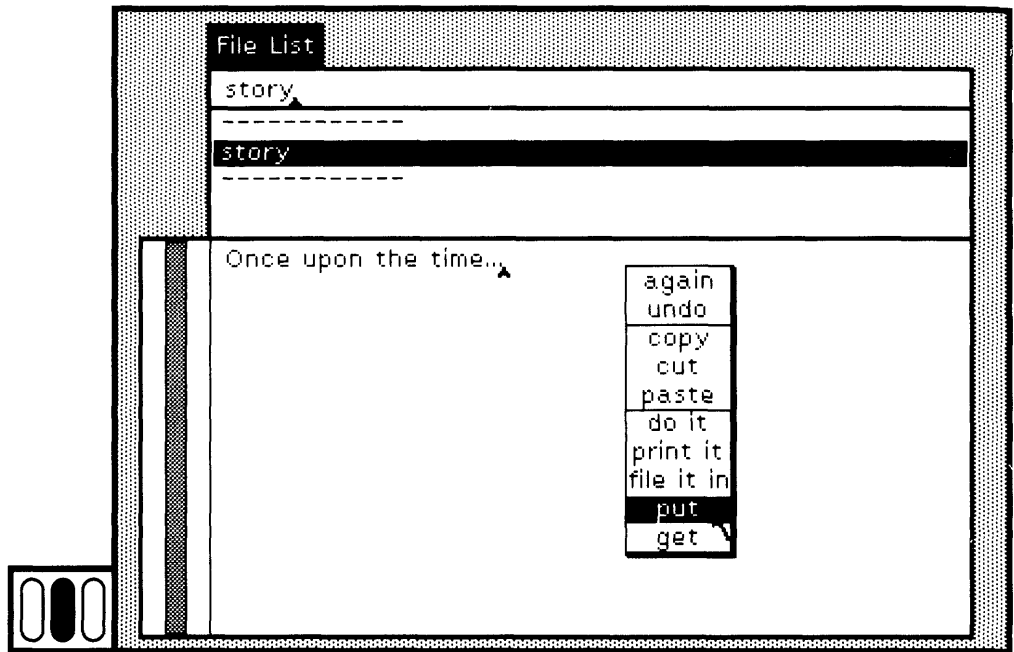 File List
story
------------
story
------------
Once upon the time...
again
undo
copy
cut
paste
do it
print it
file it in
put
get